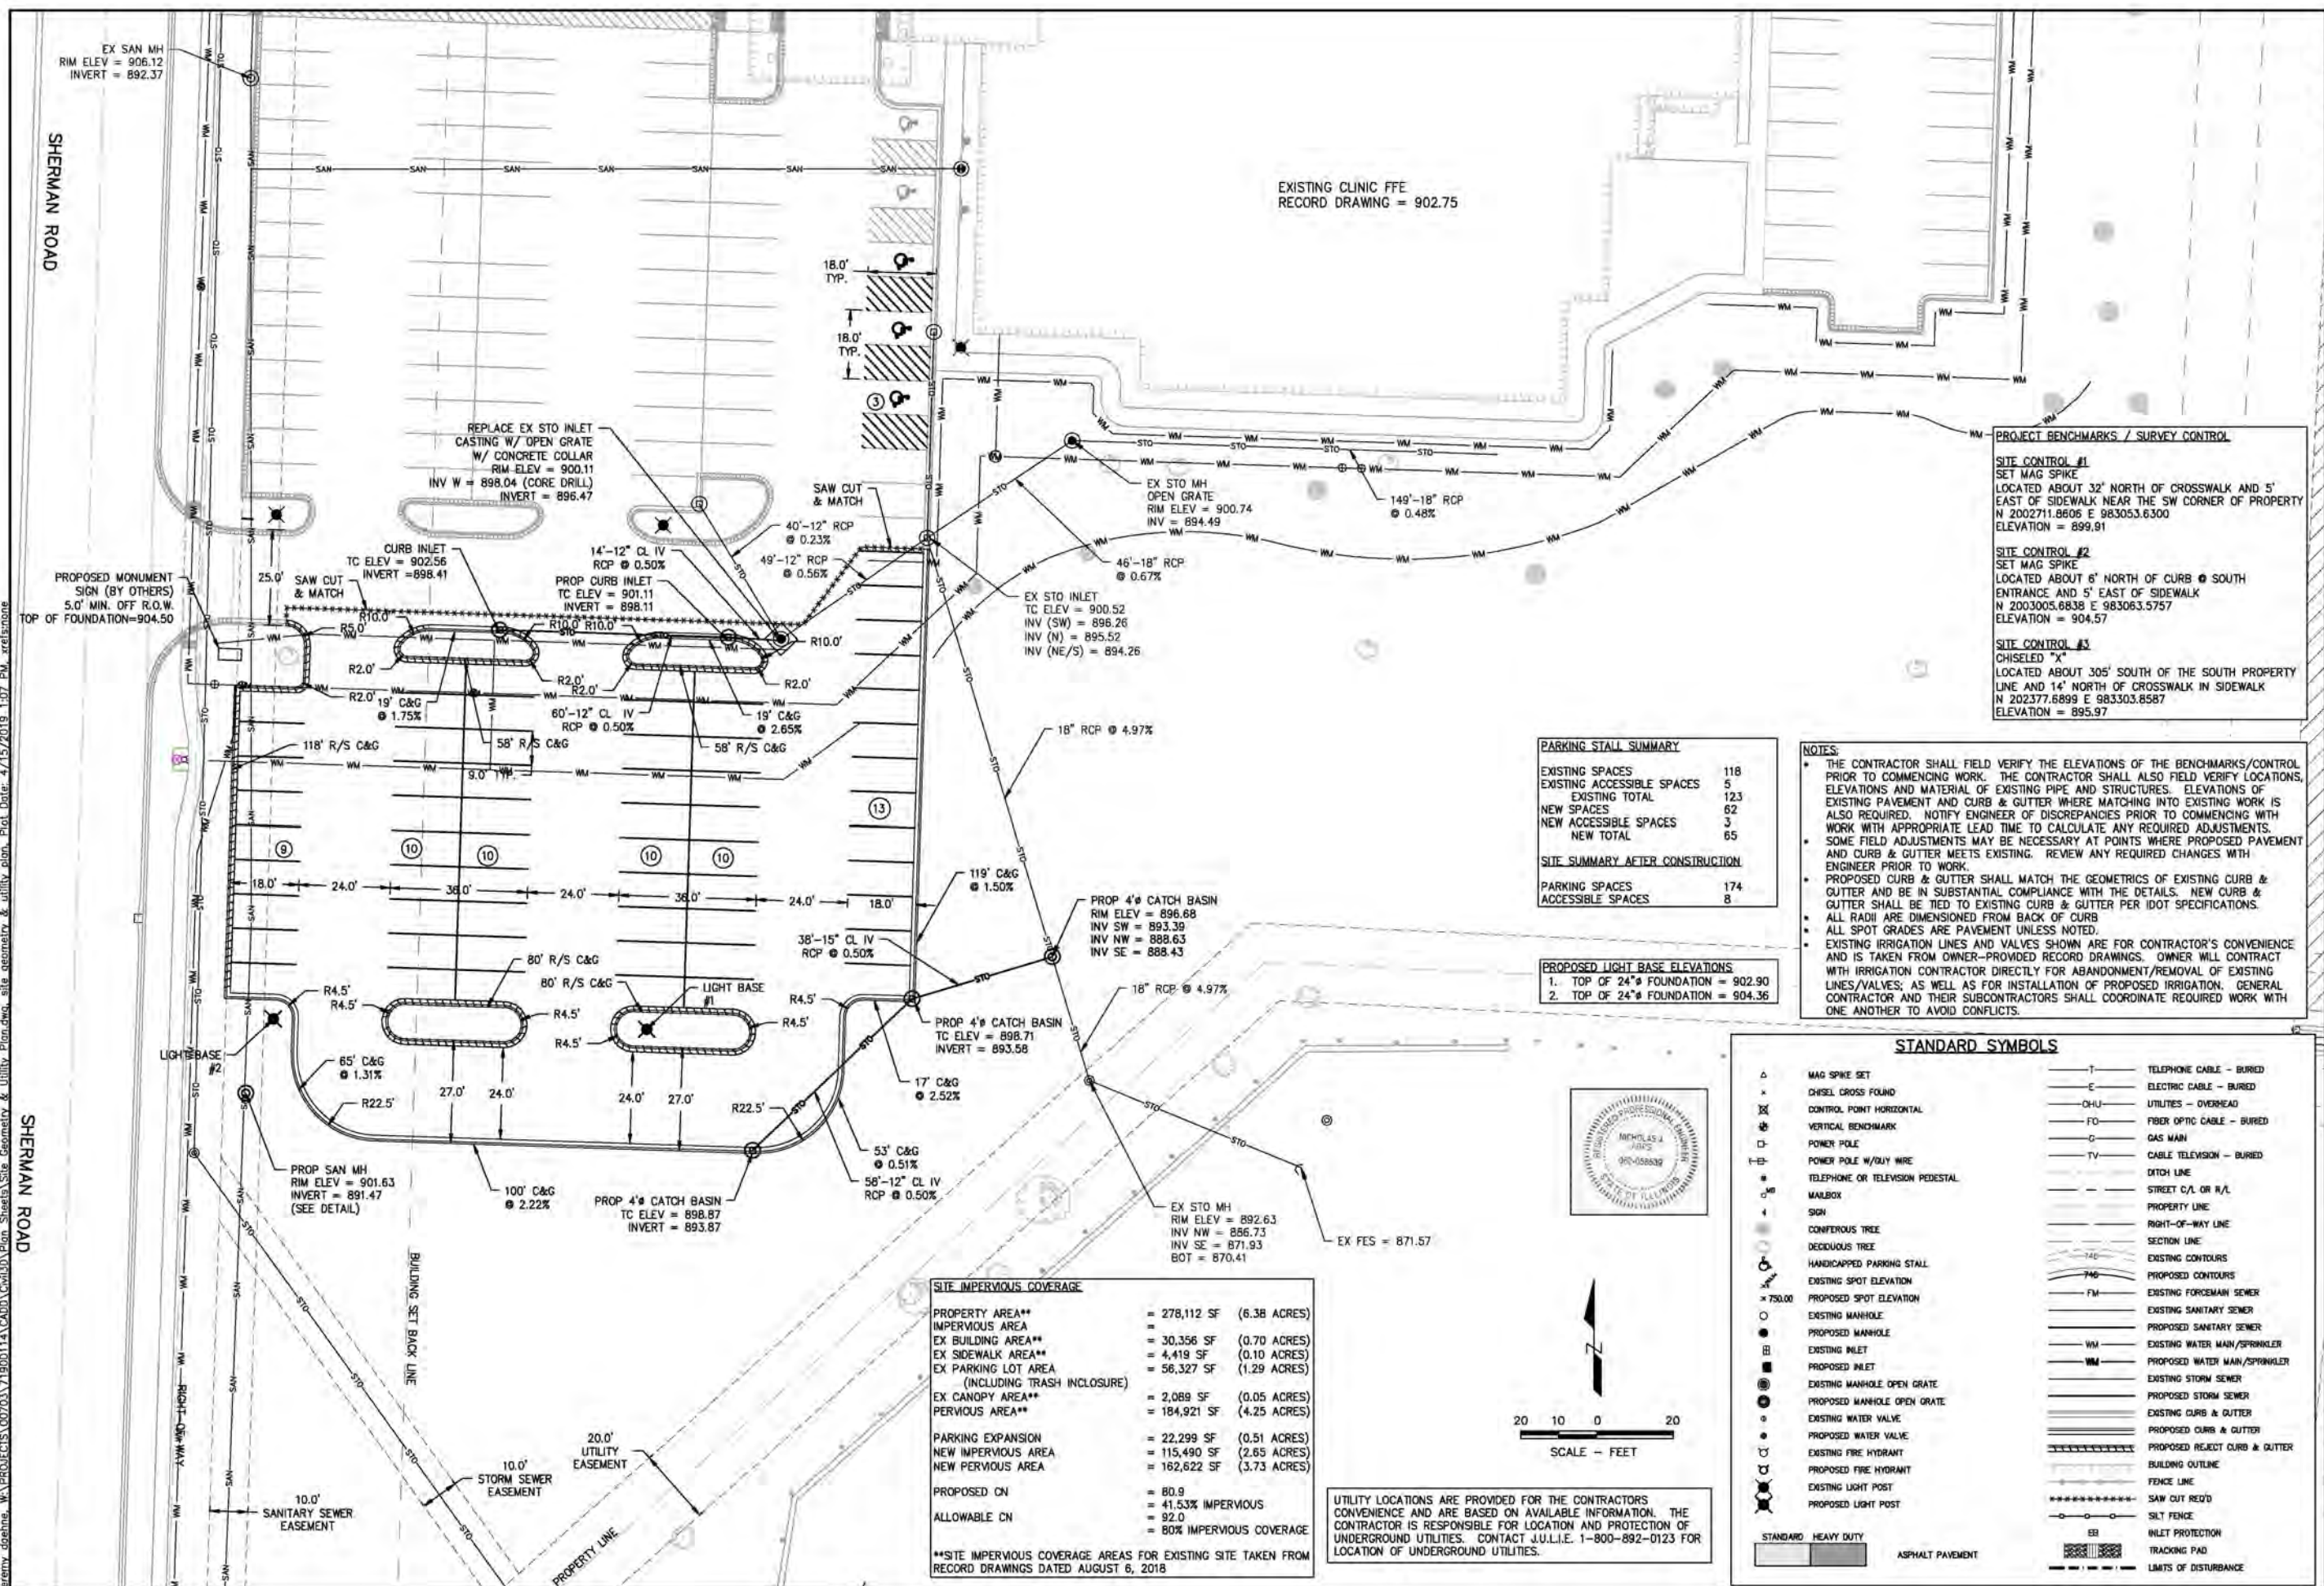 EX SAN MH
RIM ELEV = 906.12
INVERT = 892.37
SHERMAN ROAD
EXISTING CLINIC FFE
RECORD DRAWING = 902.75
18.0'
TYP.
18.0'
TYP.
3
REPLACE EX STO INLET
CASTING W/ OPEN GRATE
W/ CONCRETE COLLAR
RIM ELEV = 900.11
INV W = 898.04 (CORE DRILL)
INVERT = 896.47
SAW CUT
& MATCH
40'-12" RCP
@ 0.23%
49'-12" RCP
@ 0.56%
14'-12" CL IV
RCP @ 0.50%
PROP CURB INLET
TC ELEV = 901.11
INVERT = 898.11
CURB INLET
TC ELEV = 902.56
INVERT =898.41
25.0'
SAW CUT
& MATCH
PROPOSED MONUMENT
SIGN (BY OTHERS)
5.0' MIN. OFF R.O.W.
TOP OF FOUNDATION=904.50
EX STO MH
OPEN GRATE
RIM ELEV = 900.74
INV = 894.49
149'-18" RCP
@ 0.48%
46'-18" RCP
@ 0.67%
EX STO INLET
TC ELEV = 900.52
INV (SW) = 896.26
INV (N) = 895.52
INV (NE/S) = 894.26
R10.0'
R5.0'
R10.0'
R10.0'
R10.0'
R2.0'
R2.0'
R2.0'
R2.0'
R2.0'
19' C&G
@ 1.75%
60'-12" CL IV
RCP @ 0.50%
19' C&G
@ 2.65%
118' R/S C&G
58' R/S C&G
58' R/S C&G
9.0' TYP.
18" RCP @ 4.97%
13
9
10
10
10
10
18.0'
24.0'
36.0'
24.0'
36.0'
24.0'
18.0'
119' C&G
@ 1.50%
38'-15" CL IV
RCP @ 0.50%
PROP 4'ø CATCH BASIN
RIM ELEV = 896.68
INV SW = 893.39
INV NW = 888.63
INV SE = 888.43
80' R/S C&G
80' R/S C&G
LIGHT BASE
#1
R4.5'
R4.5'
R4.5'
R4.5'
R4.5'
R4.5'
18" RCP @ 4.97%
PROP 4'ø CATCH BASIN
TC ELEV = 898.71
INVERT = 893.58
LIGHT BASE
#2
65' C&G
@ 1.31%
R22.5'
27.0'
24.0'
24.0'
27.0'
R22.5'
17' C&G
@ 2.52%
53' C&G
@ 0.51%
58'-12" CL IV
RCP @ 0.50%
PROP SAN MH
RIM ELEV = 901.63
INVERT = 891.47
(SEE DETAIL)
100' C&G
@ 2.22%
PROP 4'ø CATCH BASIN
TC ELEV = 898.87
INVERT = 893.87
EX STO MH
RIM ELEV = 892.63
INV NW = 886.73
INV SE = 871.93
BOT = 870.41
EX FES = 871.57
SHERMAN ROAD
BUILDING SET BACK LINE
RIGHT-OF-WAY
10.0'
SANITARY SEWER
EASEMENT
10.0'
STORM SEWER
EASEMENT
20.0'
UTILITY
EASEMENT
PROPERTY LINE
PROJECT BENCHMARKS / SURVEY CONTROL
SITE CONTROL #1
SET MAG SPIKE
LOCATED ABOUT 32' NORTH OF CROSSWALK AND 5'
EAST OF SIDEWALK NEAR THE SW CORNER OF PROPERTY
N 2002711.8606 E 983053.6300
ELEVATION = 899.91
SITE CONTROL #2
SET MAG SPIKE
LOCATED ABOUT 6' NORTH OF CURB @ SOUTH
ENTRANCE AND 5' EAST OF SIDEWALK
N 2003005.6838 E 983063.5757
ELEVATION = 904.57
SITE CONTROL #3
CHISELED "X"
LOCATED ABOUT 305' SOUTH OF THE SOUTH PROPERTY
LINE AND 14' NORTH OF CROSSWALK IN SIDEWALK
N 202377.6899 E 983303.8587
ELEVATION = 895.97
PARKING STALL SUMMARY
EXISTING SPACES 118
EXISTING ACCESSIBLE SPACES 5
EXISTING TOTAL 123
NEW SPACES 62
NEW ACCESSIBLE SPACES 3
NEW TOTAL 65
SITE SUMMARY AFTER CONSTRUCTION
PARKING SPACES 174
ACCESSIBLE SPACES 8
PROPOSED LIGHT BASE ELEVATIONS
1. TOP OF 24"ø FOUNDATION = 902.90
2. TOP OF 24"ø FOUNDATION = 904.36
NOTES:
• THE CONTRACTOR SHALL FIELD VERIFY THE ELEVATIONS OF THE BENCHMARKS/CONTROL
PRIOR TO COMMENCING WORK. THE CONTRACTOR SHALL ALSO FIELD VERIFY LOCATIONS,
ELEVATIONS AND MATERIAL OF EXISTING PIPE AND STRUCTURES. ELEVATIONS OF
EXISTING PAVEMENT AND CURB & GUTTER WHERE MATCHING INTO EXISTING WORK IS
ALSO REQUIRED. NOTIFY ENGINEER OF DISCREPANCIES PRIOR TO COMMENCING WITH
WORK WITH APPROPRIATE LEAD TIME TO CALCULATE ANY REQUIRED ADJUSTMENTS.
• SOME FIELD ADJUSTMENTS MAY BE NECESSARY AT POINTS WHERE PROPOSED PAVEMENT
AND CURB & GUTTER MEETS EXISTING. REVIEW ANY REQUIRED CHANGES WITH
ENGINEER PRIOR TO WORK.
• PROPOSED CURB & GUTTER SHALL MATCH THE GEOMETRICS OF EXISTING CURB &
GUTTER AND BE IN SUBSTANTIAL COMPLIANCE WITH THE DETAILS. NEW CURB &
GUTTER SHALL BE TIED TO EXISTING CURB & GUTTER PER IDOT SPECIFICATIONS.
• ALL RADII ARE DIMENSIONED FROM BACK OF CURB
• ALL SPOT GRADES ARE PAVEMENT UNLESS NOTED.
• EXISTING IRRIGATION LINES AND VALVES SHOWN ARE FOR CONTRACTOR'S CONVENIENCE
AND IS TAKEN FROM OWNER-PROVIDED RECORD DRAWINGS. OWNER WILL CONTRACT
WITH IRRIGATION CONTRACTOR DIRECTLY FOR ABANDONMENT/REMOVAL OF EXISTING
LINES/VALVES; AS WELL AS FOR INSTALLATION OF PROPOSED IRRIGATION. GENERAL
CONTRACTOR AND THEIR SUBCONTRACTORS SHALL COORDINATE REQUIRED WORK WITH
ONE ANOTHER TO AVOID CONFLICTS.
SITE IMPERVIOUS COVERAGE
PROPERTY AREA** = 278,112 SF (6.38 ACRES)
IMPERVIOUS AREA =
EX BUILDING AREA** = 30,356 SF (0.70 ACRES)
EX SIDEWALK AREA** = 4,419 SF (0.10 ACRES)
EX PARKING LOT AREA = 56,327 SF (1.29 ACRES)
(INCLUDING TRASH INCLOSURE)
EX CANOPY AREA** = 2,089 SF (0.05 ACRES)
PERVIOUS AREA** = 184,921 SF (4.25 ACRES)
PARKING EXPANSION = 22,299 SF (0.51 ACRES)
NEW IMPERVIOUS AREA = 115,490 SF (2.65 ACRES)
NEW PERVIOUS AREA = 162,622 SF (3.73 ACRES)
PROPOSED CN = 80.9
= 41.53% IMPERVIOUS
ALLOWABLE CN = 92.0
= 80% IMPERVIOUS COVERAGE
**SITE IMPERVIOUS COVERAGE AREAS FOR EXISTING SITE TAKEN FROM
RECORD DRAWINGS DATED AUGUST 6, 2018
REGISTERED PROFESSIONAL ENGINEER
NICHOLAS J.
STATE OF ILLINOIS
N
20 10 0 20
SCALE - FEET
UTILITY LOCATIONS ARE PROVIDED FOR THE CONTRACTORS
CONVENIENCE AND ARE BASED ON AVAILABLE INFORMATION. THE
CONTRACTOR IS RESPONSIBLE FOR LOCATION AND PROTECTION OF
UNDERGROUND UTILITIES. CONTACT J.U.L.I.E. 1-800-892-0123 FOR
LOCATION OF UNDERGROUND UTILITIES.
STANDARD SYMBOLS
MAG SPIKE SET
CHISEL CROSS FOUND
CONTROL POINT HORIZONTAL
VERTICAL BENCHMARK
POWER POLE
POWER POLE W/GUY WIRE
TELEPHONE OR TELEVISION PEDESTAL
MAILBOX
SIGN
CONIFEROUS TREE
DECIDUOUS TREE
HANDICAPPED PARKING STALL
EXISTING SPOT ELEVATION
× 750.00 PROPOSED SPOT ELEVATION
EXISTING MANHOLE
PROPOSED MANHOLE
EXISTING INLET
PROPOSED INLET
EXISTING MANHOLE OPEN GRATE
PROPOSED MANHOLE OPEN GRATE
EXISTING WATER VALVE
PROPOSED WATER VALVE
EXISTING FIRE HYDRANT
PROPOSED FIRE HYDRANT
EXISTING LIGHT POST
PROPOSED LIGHT POST
STANDARD HEAVY DUTY
ASPHALT PAVEMENT
T TELEPHONE CABLE - BURIED
E ELECTRIC CABLE - BURIED
OHU UTILITIES - OVERHEAD
FO FIBER OPTIC CABLE - BURIED
G GAS MAIN
TV CABLE TELEVISION - BURIED
DITCH LINE
STREET C/L OR R/L
PROPERTY LINE
RIGHT-OF-WAY LINE
SECTION LINE
EXISTING CONTOURS
746 PROPOSED CONTOURS
FM EXISTING FORCEMAIN SEWER
EXISTING SANITARY SEWER
PROPOSED SANITARY SEWER
WM EXISTING WATER MAIN/SPRINKLER
WM PROPOSED WATER MAIN/SPRINKLER
EXISTING STORM SEWER
PROPOSED STORM SEWER
EXISTING CURB & GUTTER
PROPOSED CURB & GUTTER
PROPOSED REJECT CURB & GUTTER
BUILDING OUTLINE
FENCE LINE
SAW CUT REQ'D
SILT FENCE
INLET PROTECTION
TRACKING PAD
LIMITS OF DISTURBANCE